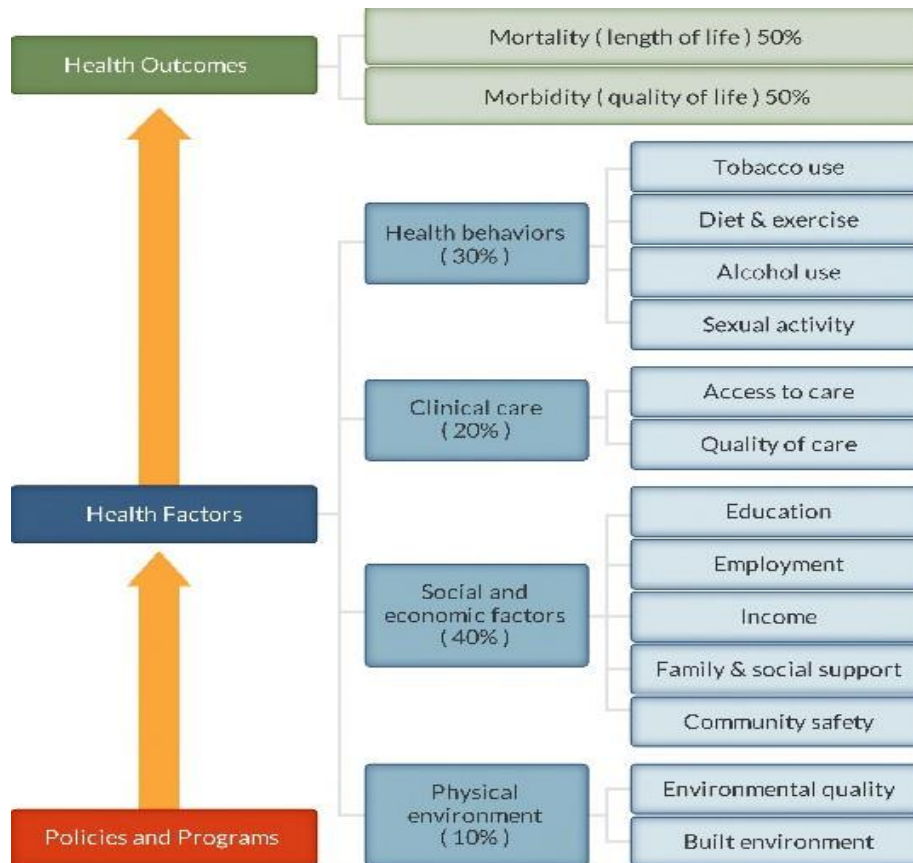 Health Outcomes
Mortality ( length of life ) 50%
Morbidity ( quality of life ) 50%
Health Factors
Health behaviors
( 30% )
Tobacco use
Diet & exercise
Alcohol use
Sexual activity
Clinical care
( 20% )
Access to care
Quality of care
Social and
economic factors
( 40% )
Education
Employment
Income
Family & social support
Community safety
Physical
environment
( 10% )
Environmental quality
Built environment
Policies and Programs